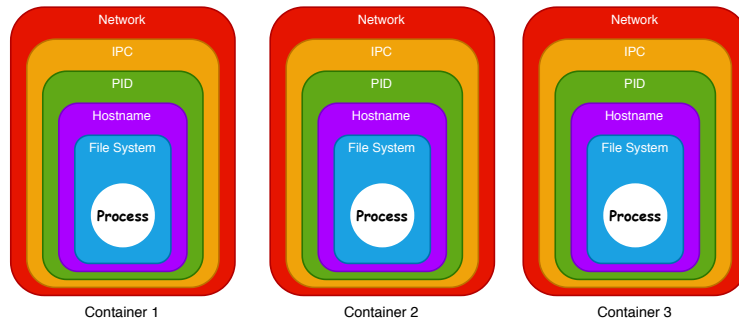 Network
IPC
PID
Hostname
File System
Process
Container 1
Network
IPC
PID
Hostname
File System
Process
Container 2
Network
IPC
PID
Hostname
File System
Process
Container 3